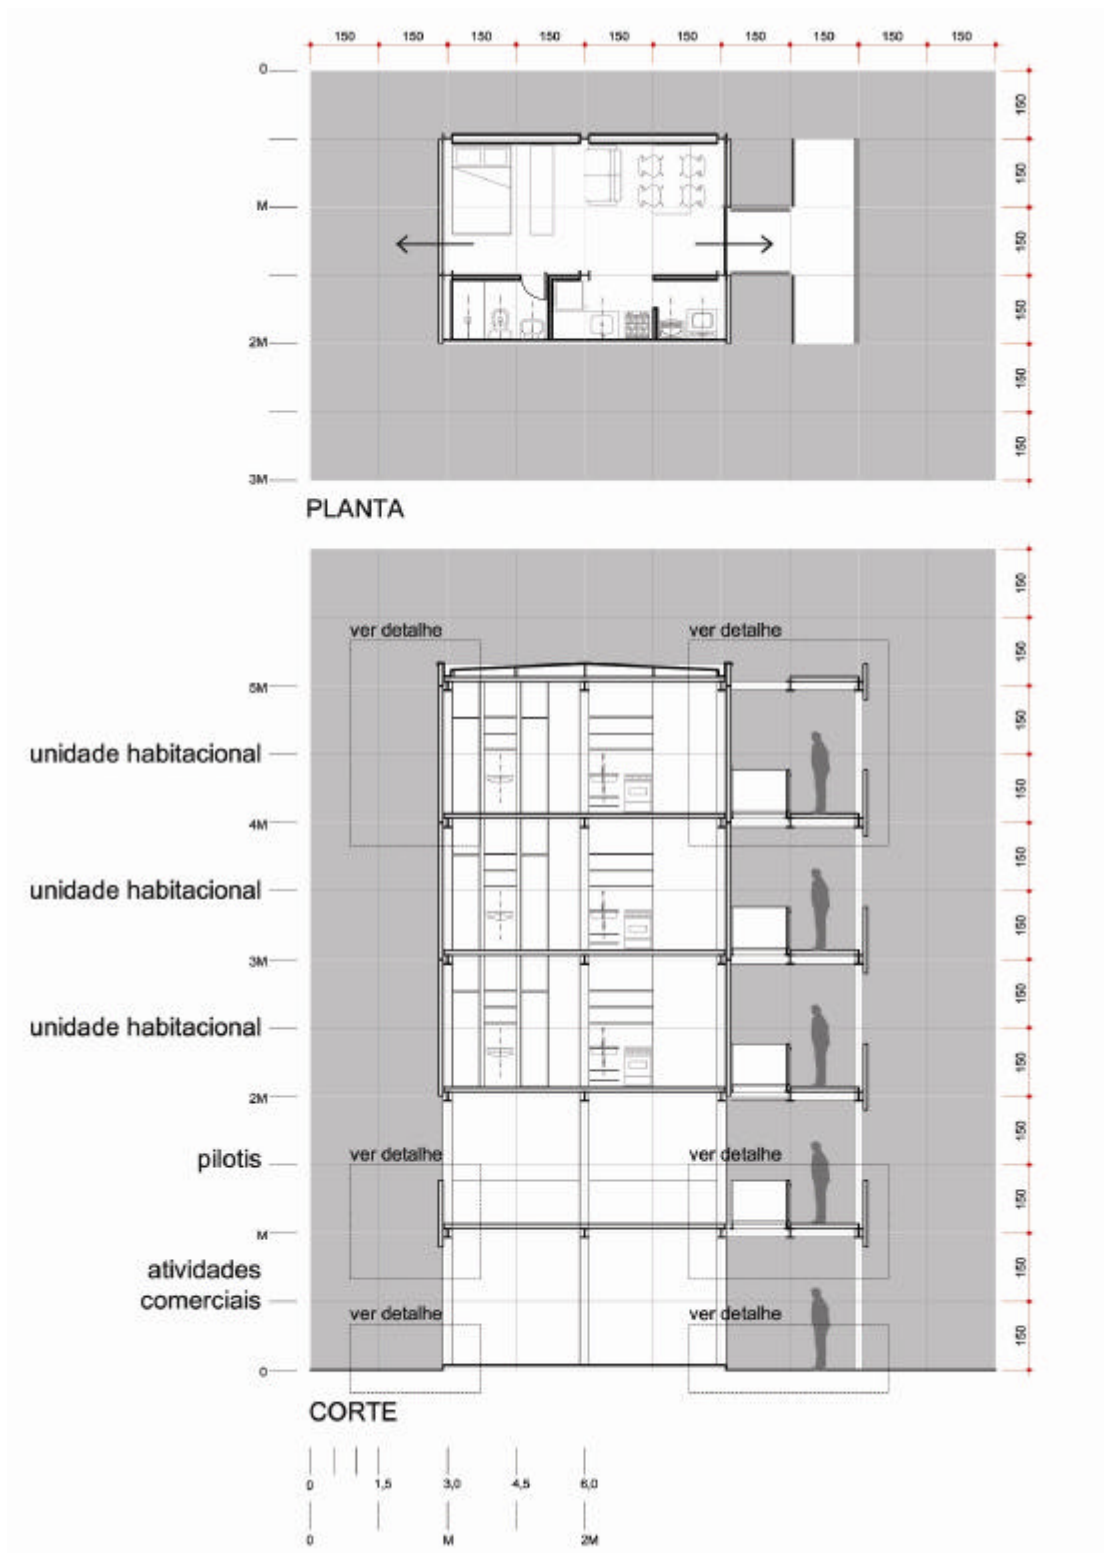 150 150 150 150 150 150 150 150 150 150
0
150
150
M
150
150
2M
150
150
3M
PLANTA
150
ver detalhe ver detalhe
150
5M
150
unidade habitacional
150
4M
150
unidade habitacional
150
3M
150
unidade habitacional
150
2M
150
ver detalhe ver detalhe
pilotis
150
M
atividades
150
comerciais
ver detalhe ver detalhe
150
0
CORTE
0 1,5 3,0 4,5 6,0
0 M 2M